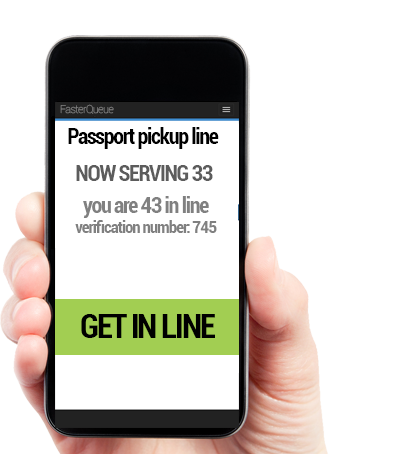 FasterQueue
Passport pickup line
NOW SERVING 33
you are 43 in line
verification number: 745
GET IN LINE